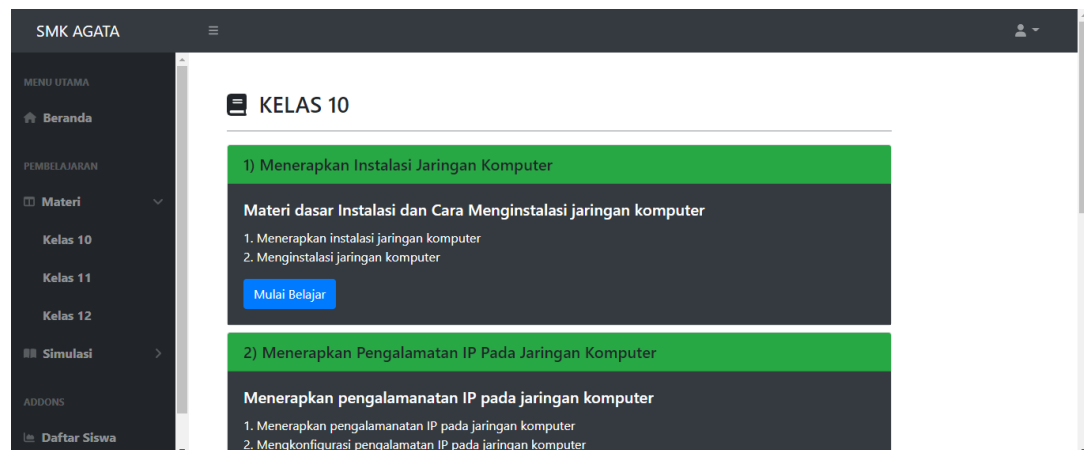 SMK AGATA
MENU UTAMA
Beranda
PEMBELAJARAN
Materi
Kelas 10
Kelas 11
Kelas 12
Simulasi
ADDONS
Daftar Siswa
KELAS 10
1) Menerapkan Instalasi Jaringan Komputer
Materi dasar Instalasi dan Cara Menginstalasi jaringan komputer
1. Menerapkan instalasi jaringan komputer
2. Menginstalasi jaringan komputer
Mulai Belajar
2) Menerapkan Pengalamatan IP Pada Jaringan Komputer
Menerapkan pengalamanatan IP pada jaringan komputer
1. Menerapkan pengalamanatan IP pada jaringan komputer
2. Mengkonfigurasi pengalamatan IP pada jaringan komputer